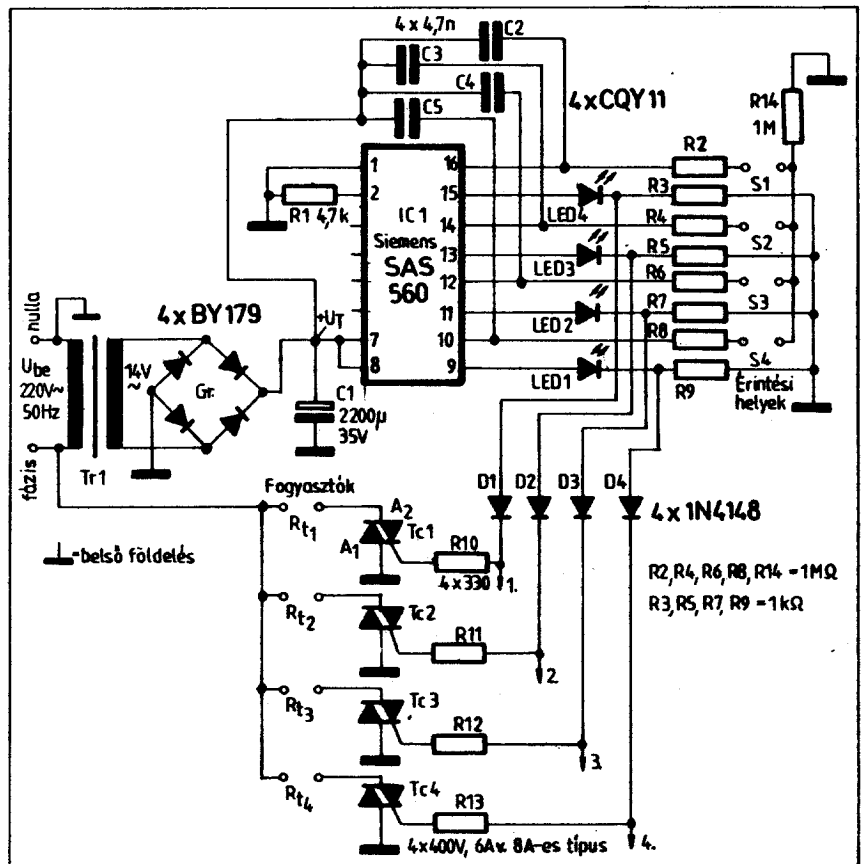 4 x 4,7n
C2
C3
C4
C5
4xCQY11
R14
1M
1
2
7
8
16
15
14
13
12
11
10
9
IC1
Siemens
SAS
560
R1 4,7k
LED4
LED3
LED2
LED1
R2
R3
R4
R5
R6
R7
R8
R9
S1
S2
S3
S4
Érintési
helyek
nulla
Ube
220V~
50Hz
fázis
Tr1
14V
~
4xBY179
Gr.
+UT
C1
2200µ
35V
Fogyasztók
D1
D2
D3
D4
4x1N4148
⏚-belső földelés
Rt1
A2
A1
Tc1
R10
4x330
1.
R2,R4,R6,R8,R14 = 1MΩ
R3,R5,R7,R9 = 1kΩ
Rt2
Tc2
R11
2.
Rt3
Tc3
R12
3.
Rt4
Tc4
R13
4.
4x400V, 6A v. 8A-es típus